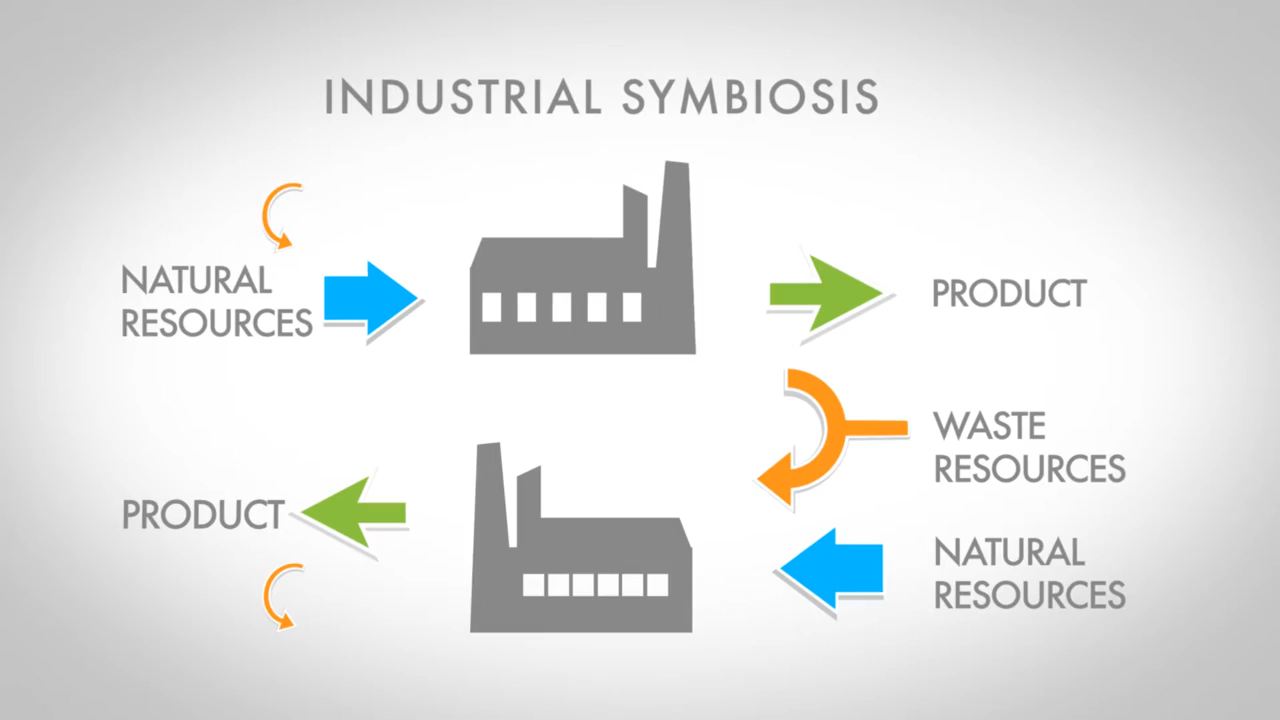 INDUSTRIAL SYMBIOSIS
NATURAL
RESOURCES
PRODUCT
WASTE
RESOURCES
PRODUCT
NATURAL
RESOURCES